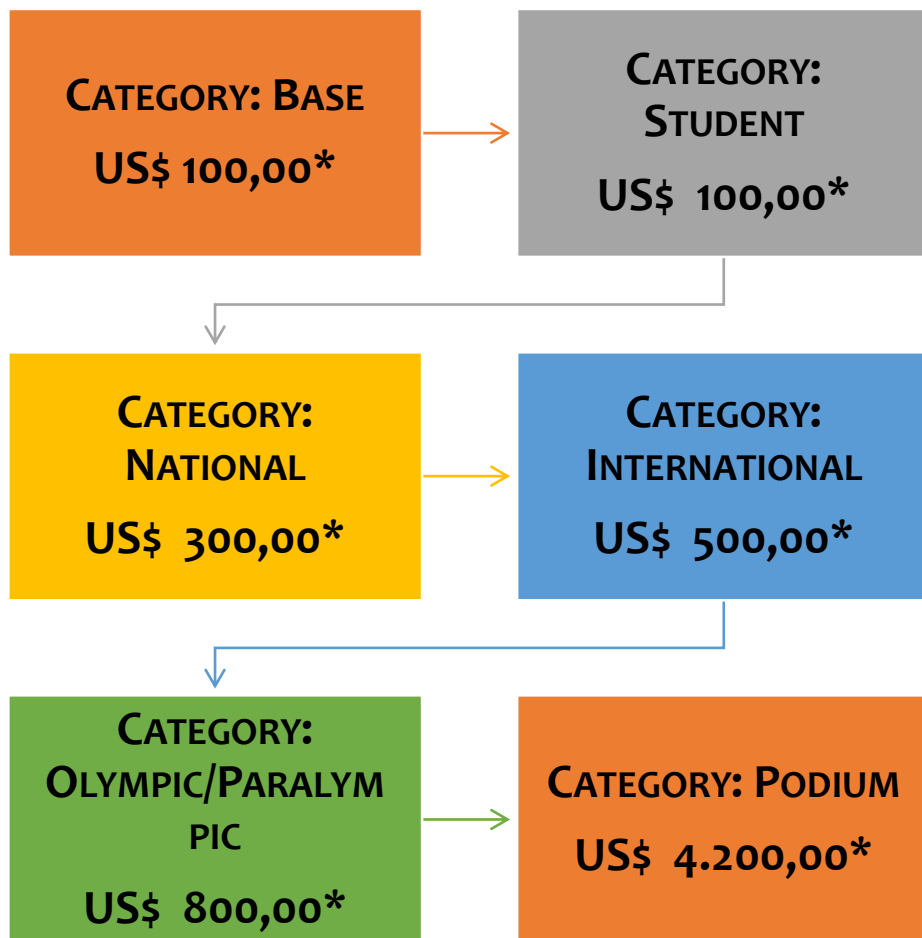 CATEGORY: BASE
US$ 100,00*
CATEGORY:
STUDENT
US$ 100,00*
CATEGORY:
NATIONAL
US$ 300,00*
CATEGORY:
INTERNATIONAL
US$ 500,00*
CATEGORY:
OLYMPIC/PARALYM
PIC
US$ 800,00*
CATEGORY: PODIUM
US$ 4.200,00*